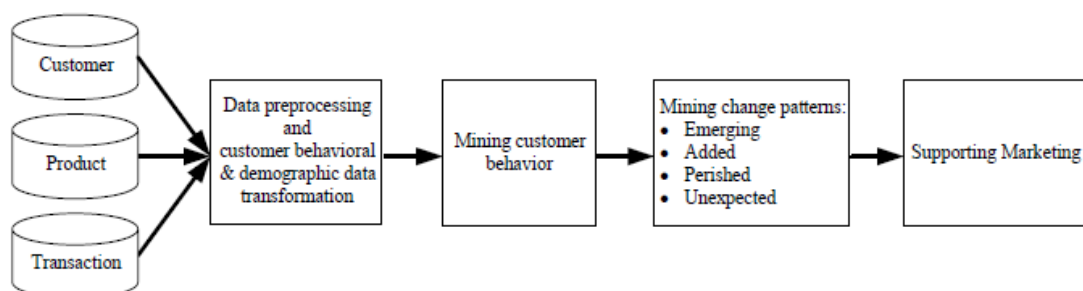 Customer
Product
Transaction
Data preprocessing
and
customer behavioral
& demographic data
transformation
Mining customer
behavior
Mining change patterns:
• Emerging
• Added
• Perished
• Unexpected
Supporting Marketing